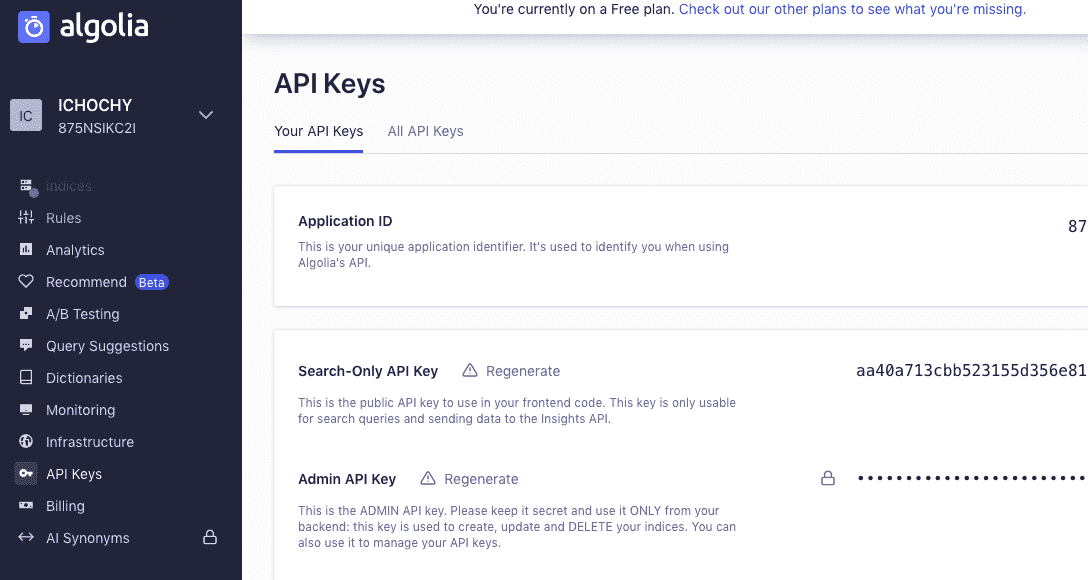 algolia
You're currently on a Free plan. Check out our other plans to see what you're missing.
IC
ICHOCHY
875NSIKC2I
Indices
Rules
Analytics
Recommend Beta
A/B Testing
Query Suggestions
Dictionaries
Monitoring
Infrastructure
API Keys
Billing
AI Synonyms
API Keys
Your API Keys All API Keys
Application ID
87
This is your unique application identifier. It's used to identify you when using
Algolia's API.
Search-Only API Key Regenerate
aa40a713cbb523155d356e81
This is the public API key to use in your frontend code. This key is only usable
for search queries and sending data to the Insights API.
Admin API Key Regenerate
•••••••••••••••••••••••
This is the ADMIN API key. Please keep it secret and use it ONLY from your
backend: this key is used to create, update and DELETE your indices. You can
also use it to manage your API keys.